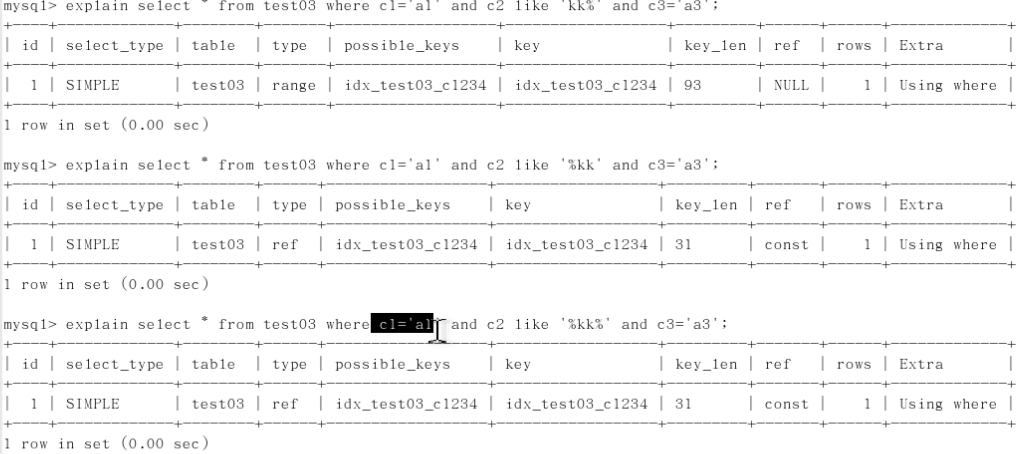 mysql> explain select * from test03 where c1='a1' and c2 like 'kk%' and c3='a3';
+----+-------------+--------+-------+------------------+------------------+---------+------+------+-------------+
| id | select_type | table | type | possible_keys | key | key_len | ref | rows | Extra |
+----+-------------+--------+-------+------------------+------------------+---------+------+------+-------------+
| 1 | SIMPLE | test03 | range | idx_test03_c1234 | idx_test03_c1234 | 93 | NULL | 1 | Using where |
+----+-------------+--------+-------+------------------+------------------+---------+------+------+-------------+
1 row in set (0.00 sec)
mysql> explain select * from test03 where c1='a1' and c2 like '%kk' and c3='a3';
+----+-------------+--------+------+------------------+------------------+---------+-------+------+-------------+
| id | select_type | table | type | possible_keys | key | key_len | ref | rows | Extra |
+----+-------------+--------+------+------------------+------------------+---------+-------+------+-------------+
| 1 | SIMPLE | test03 | ref | idx_test03_c1234 | idx_test03_c1234 | 31 | const | 1 | Using where |
+----+-------------+--------+------+------------------+------------------+---------+-------+------+-------------+
1 row in set (0.00 sec)
mysql> explain select * from test03 where c1='a1' and c2 like '%kk%' and c3='a3';
+----+-------------+--------+------+------------------+------------------+---------+-------+------+-------------+
| id | select_type | table | type | possible_keys | key | key_len | ref | rows | Extra |
+----+-------------+--------+------+------------------+------------------+---------+-------+------+-------------+
| 1 | SIMPLE | test03 | ref | idx_test03_c1234 | idx_test03_c1234 | 31 | const | 1 | Using where |
+----+-------------+--------+------+------------------+------------------+---------+-------+------+-------------+
1 row in set (0.00 sec)